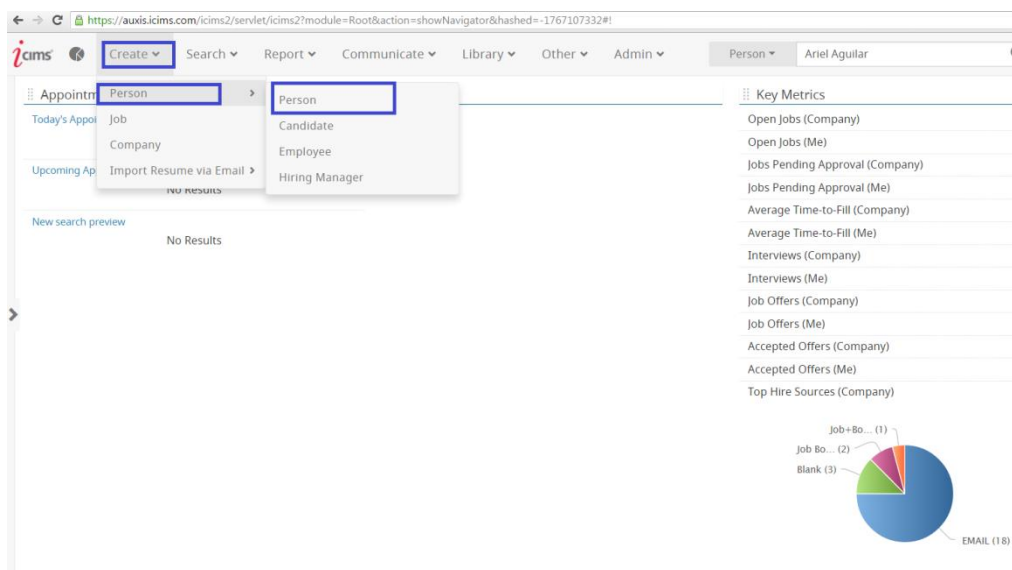 https://auxis.icims.com/icims2/servlet/icims2?module=Root&action=showNavigator&hashed=-1767107332#!
icims Create Search Report Communicate Library Other Admin Person Ariel Aguilar
Appointm
Person
Person
Today's Appoi
Job
Candidate
Company
Employee
Upcoming Ap
Import Resume via Email
Hiring Manager
No Results
New search preview
No Results
Key Metrics
Open Jobs (Company)
Open Jobs (Me)
Jobs Pending Approval (Company)
Jobs Pending Approval (Me)
Average Time-to-Fill (Company)
Average Time-to-Fill (Me)
Interviews (Company)
Interviews (Me)
Job Offers (Company)
Job Offers (Me)
Accepted Offers (Company)
Accepted Offers (Me)
Top Hire Sources (Company)
Job+Bo... (1)
Job Bo... (2)
Blank (3)
EMAIL (18)